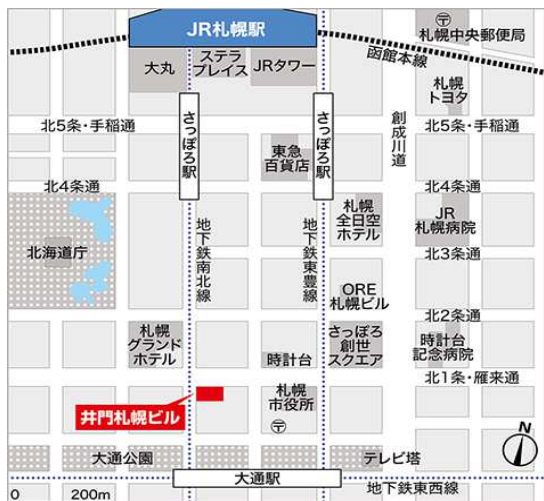 JR札幌駅
〒
札幌中央郵便局
大丸
ステラ
プレイス
JRタワー
函館本線
札幌
トヨタ
さっぽろ駅
さっぽろ駅
創成川通
北5条・手稲通
北5条・手稲通
東急
百貨店
北4条通
北4条通
札幌
全日空
ホテル
JR
札幌病院
地下鉄南北線
地下鉄東豊線
北海道庁
北3条通
ORE
札幌ビル
北2条通
札幌
グランド
ホテル
時計台
さっぽろ
創世
スクエア
時計台
記念病院
北1条・雁来通
井門札幌ビル
札幌
市役所
〒
N
大通公園
テレビ塔
大通駅
地下鉄東西線
0
200m